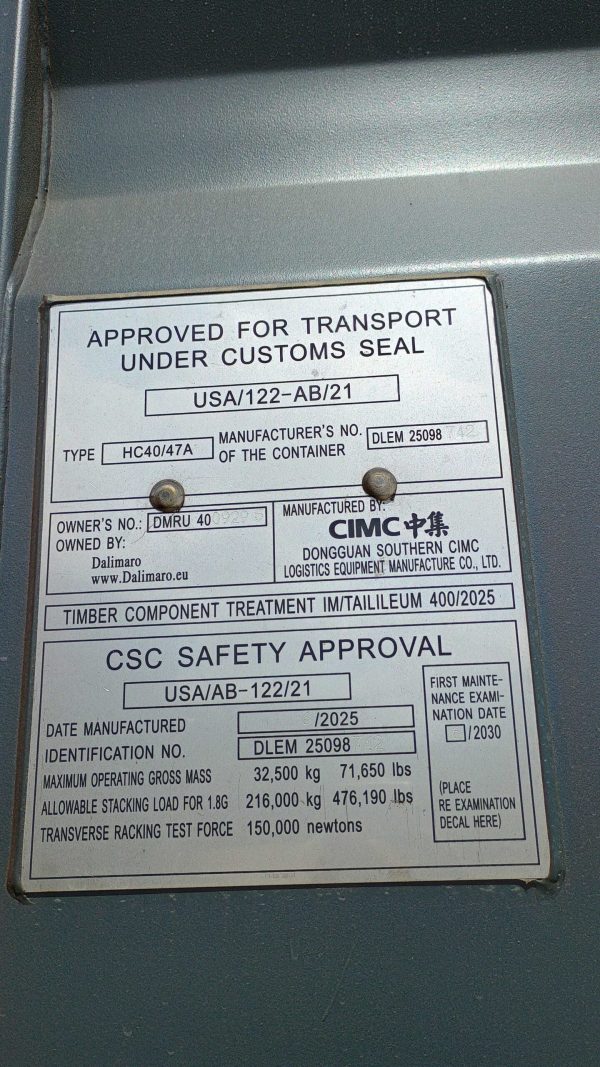 APPROVED FOR TRANSPORT
UNDER CUSTOMS SEAL
USA/122-AB/21
TYPE HC40/47A
MANUFACTURER'S NO.
OF THE CONTAINER
DLEM 25098
OWNER'S NO.: DMRU 40
OWNED BY:
Dalimaro
www.Dalimaro.eu
MANUFACTURED BY:
CIMC中集
DONGGUAN SOUTHERN CIMC
LOGISTICS EQUIPMENT MANUFACTURE CO., LTD.
TIMBER COMPONENT TREATMENT IM/TAILILEUM 400/2025
CSC SAFETY APPROVAL
USA/AB-122/21
DATE MANUFACTURED /2025
IDENTIFICATION NO. DLEM 25098
MAXIMUM OPERATING GROSS MASS 32,500 kg 71,650 lbs
ALLOWABLE STACKING LOAD FOR 1.8G 216,000 kg 476,190 lbs
TRANSVERSE RACKING TEST FORCE 150,000 newtons
FIRST MAINTE-
NANCE EXAMI-
NATION DATE
/2030
(PLACE
RE EXAMINATION
DECAL HERE)